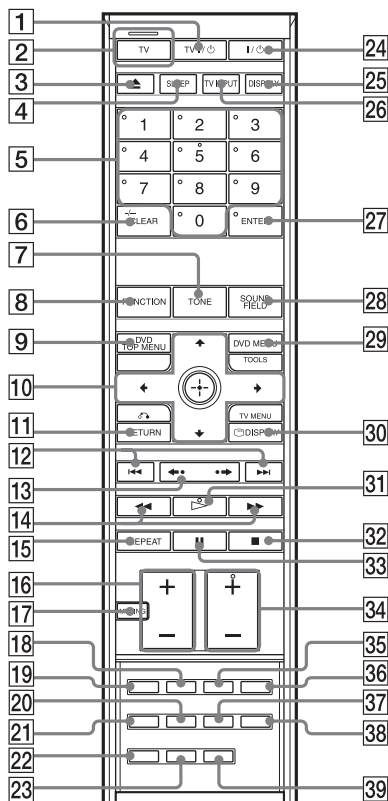 1
2 TV TV I/⏻ I/⏻ 24
3 SLEEP TV INPUT DISPLAY 25
4 26
1 2 3
5 4 5 6
7 8 9
6 -/-- CLEAR 0 ENTER 27
7
8 FUNCTION TONE SOUND FIELD 28
9 DVD TOP MENU DVD MENU 29
TOOLS
10
TV MENU
11 RETURN DISPLAY 30
12
13 31
14
15 REPEAT 32
33
16 + +
17 34
– –
18 35
19 36
20 37
21 38
22
23 39